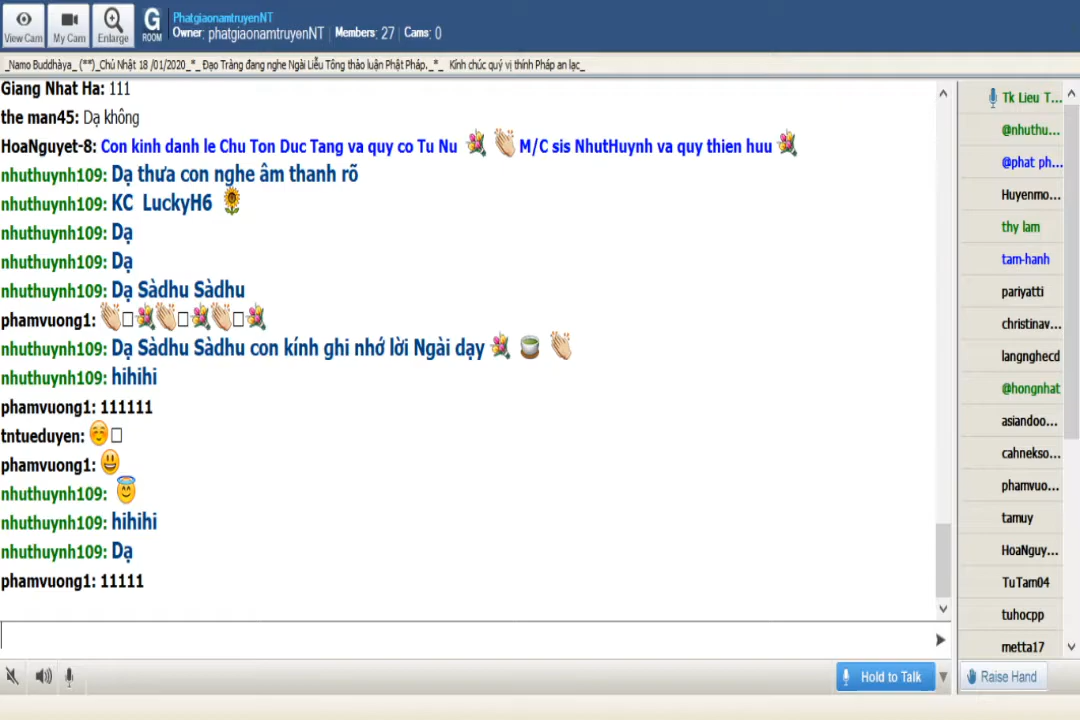 View Cam
My Cam
Enlarge
G
ROOM
PhatgiaonamtruyenNT
Owner: phatgiaonamtruyenNT | Members: 27 | Cams: 0
_Namo Buddhàya_ (**)_Chủ Nhật 18 /01/2020_*_Đạo Tràng đang nghe Ngài Liễu Tông thảo luận Phật Pháp._*_ Kính chúc quý vị thính Pháp an lạc_
Giang Nhat Ha: 111
the man45: Dạ không
HoaNguyet-8: Con kinh danh le Chu Ton Duc Tang va quy co Tu Nu 💐 👏 M/C sis NhutHuynh va quy thien huu 💐
nhuthuynh109: Dạ thưa con nghe âm thanh rõ
nhuthuynh109: KC LuckyH6 🌻
nhuthuynh109: Dạ
nhuthuynh109: Dạ
nhuthuynh109: Dạ Sàdhu Sàdhu
phamvuong1: 👏□💐👏□💐👏□💐
nhuthuynh109: Dạ Sàdhu Sàdhu con kính ghi nhớ lời Ngài dạy 💐 🍵 👏
nhuthuynh109: hihihi
phamvuong1: 111111
tntueduyen: ☺□
phamvuong1: 😃
nhuthuynh109: 😇
nhuthuynh109: hihihi
nhuthuynh109: Dạ
phamvuong1: 11111
Tk Lieu T...
@nhuthu...
@phat ph...
Huyenmo...
thy lam
tam-hanh
pariyatti
christinav...
langnghecd
@hongnhat
asiandoo...
cahnekso...
phamvuo...
tamuy
HoaNguy...
TuTam04
tuhocpp
metta17
Hold to Talk
Raise Hand